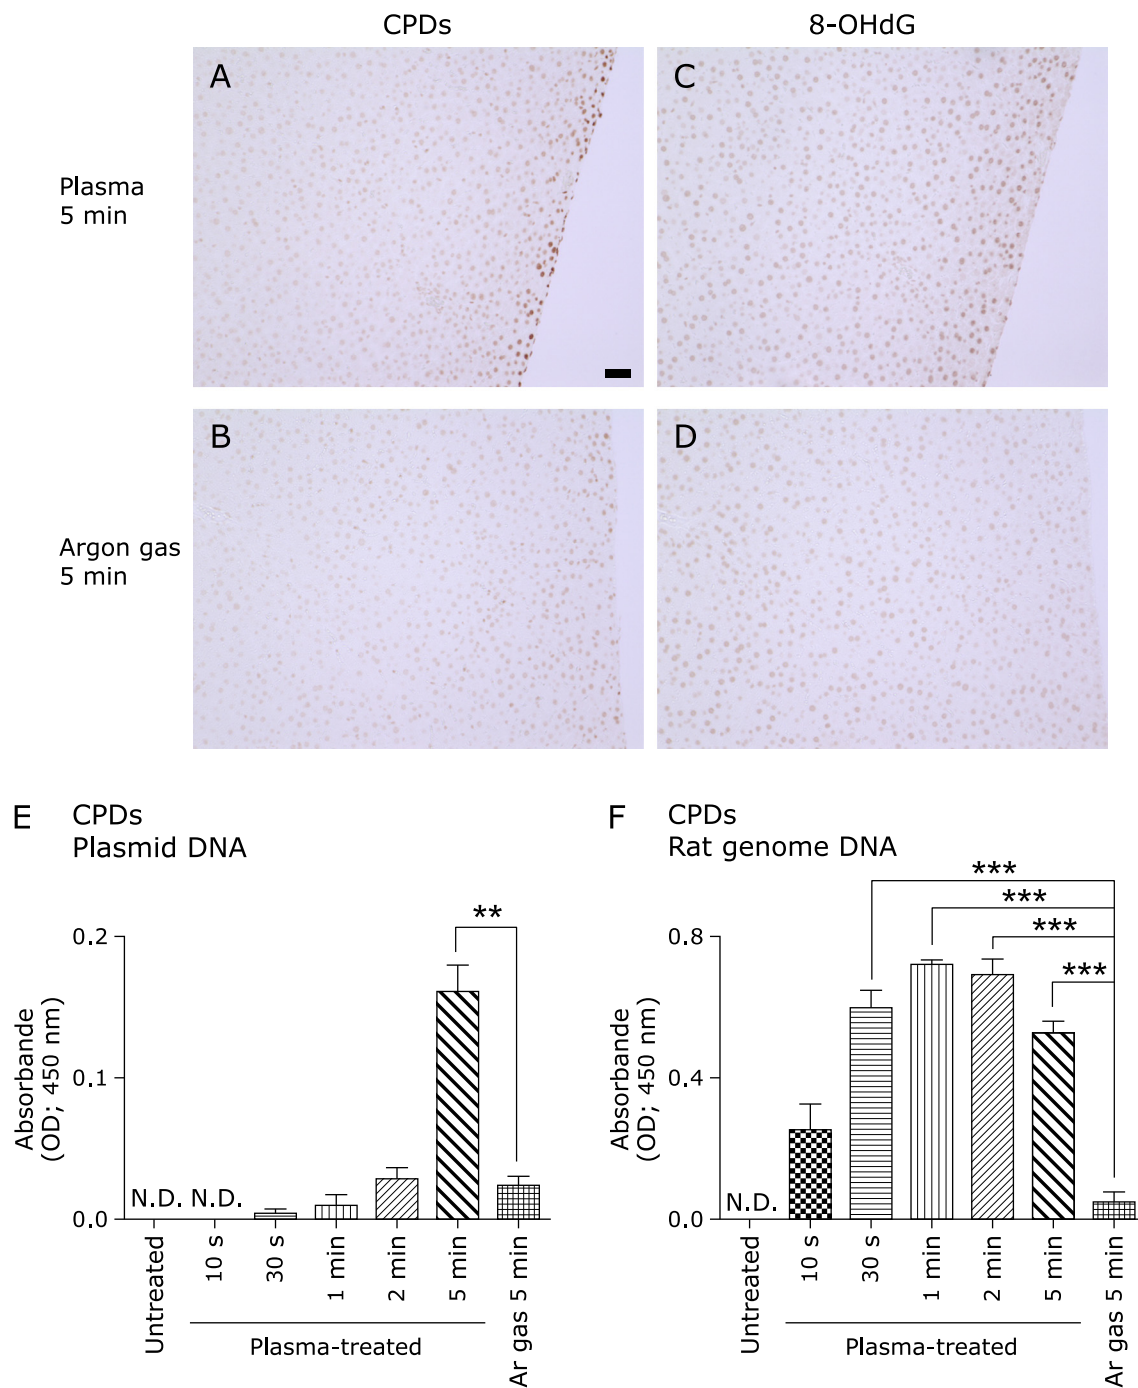 CPDs
8-OHdG
A
C
Plasma
5 min
B
D
Argon gas
5 min
E
CPDs
Plasmid DNA
Absorbande
(OD; 450 nm)
0.2
0.1
0.0
**
N.D.
N.D.
Untreated
10 s
30 s
1 min
2 min
5 min
Ar gas 5 min
Plasma-treated
F
CPDs
Rat genome DNA
Absorbande
(OD; 450 nm)
0.8
0.4
0.0
***
***
***
***
N.D.
Untreated
10 s
30 s
1 min
2 min
5 min
Ar gas 5 min
Plasma-treated